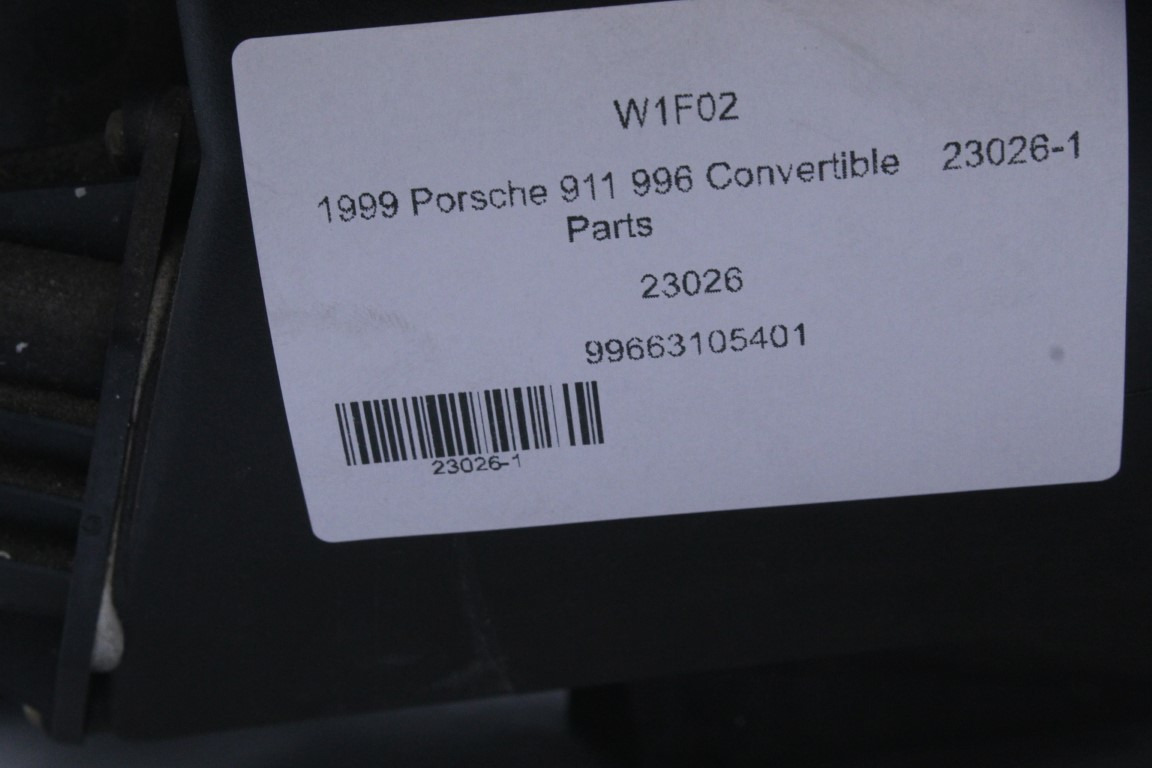 W1F02
1999 Porsche 911 996 Convertible 23026-1
Parts
23026
99663105401
23026-1